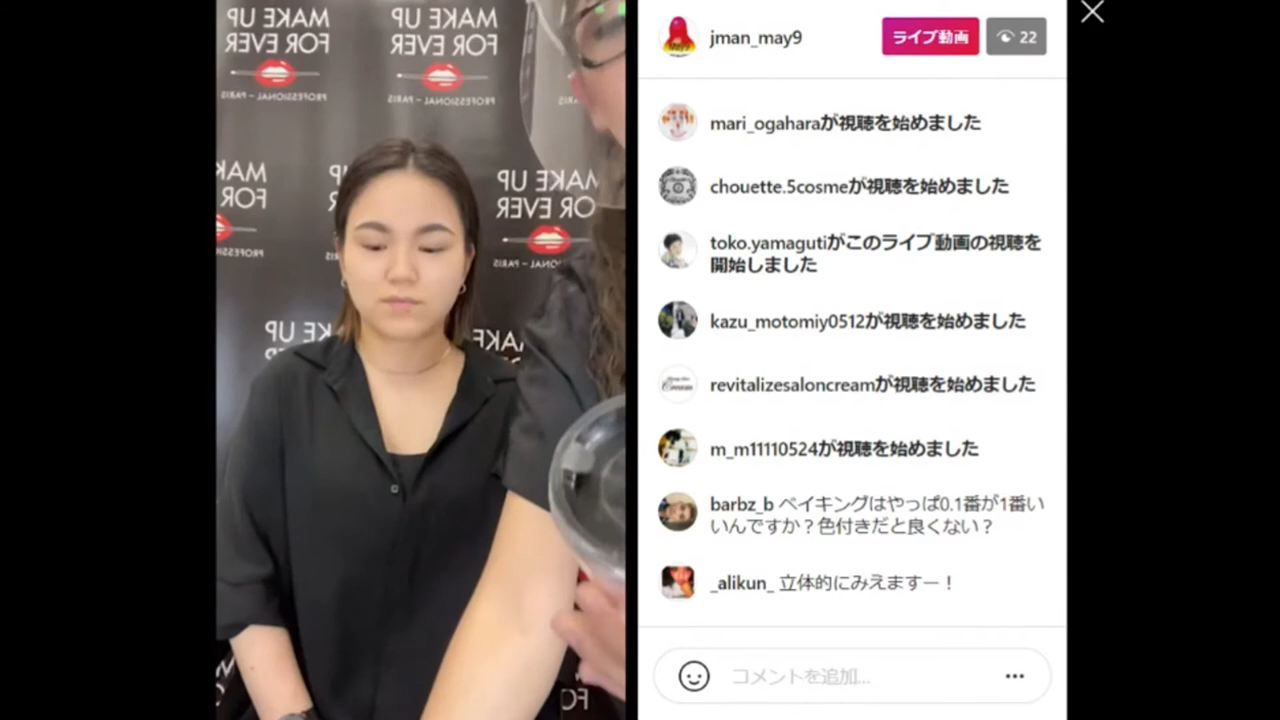 MAKE UP
FOR EVER
PROFESSIONAL – PARIS
MAKE UP
FOR EVER
PROFESSIONAL – PARIS
MAKE
FOR
PROFESSIONAL
MAKE UP
FOR EVER
PROFESSIONAL – PARIS
MAKE UP
MAKE
jman_may9
ライブ動画
22
mari_ogaharaが視聴を始めました
chouette.5cosmeが視聴を始めました
toko.yamagutiがこのライブ動画の視聴を
開始しました
kazu_motomiy0512が視聴を始めました
revitalizesaloncreamが視聴を始めました
m_m11110524が視聴を始めました
barbz_b ベイキングはやっぱ0.1番が1番い
いんですか？色付きだと良くない？
_alikun_ 立体的にみえますー！
コメントを追加...